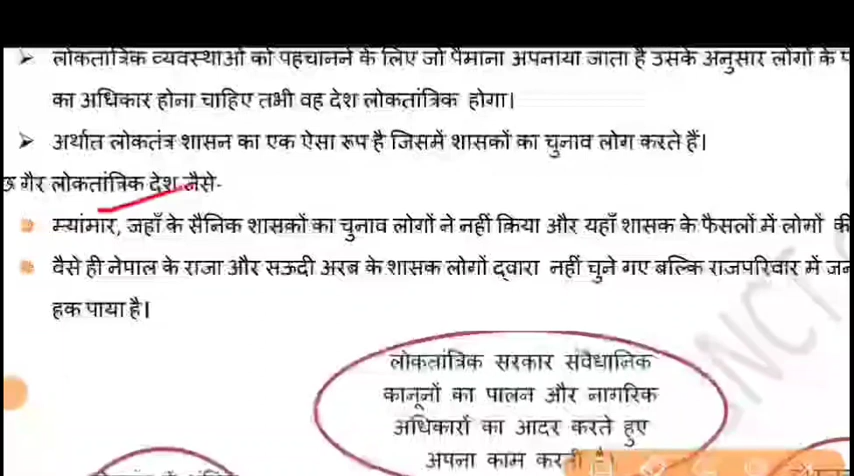 लोकतांत्रिक व्यवस्थाओं को पहचानने के लिए जो पैमाना अपनाया जाता है उसके अनुसार लोगों के
का अधिकार होना चाहिए तभी वह देश लोकतांत्रिक होगा।
अर्थात लोकतंत्र शासन का एक ऐसा रूप है जिसमें शासकों का चुनाव लोग करते हैं।
गैर लोकतांत्रिक देश जैसे-
म्यांमार, जहाँ के सैनिक शासकों का चुनाव लोगों ने नहीं किया और यहाँ शासक के फैसलों में लोगों की
वैसे ही नेपाल के राजा और सऊदी अरब के शासक लोगों द्वारा नहीं चुने गए बल्कि राजपरिवार में
हक पाया है।
लोकतांत्रिक सरकार संवैधानिक
कानूनों का पालन और नागरिक
अधिकारों का आदर करते हुए
अपना काम करती